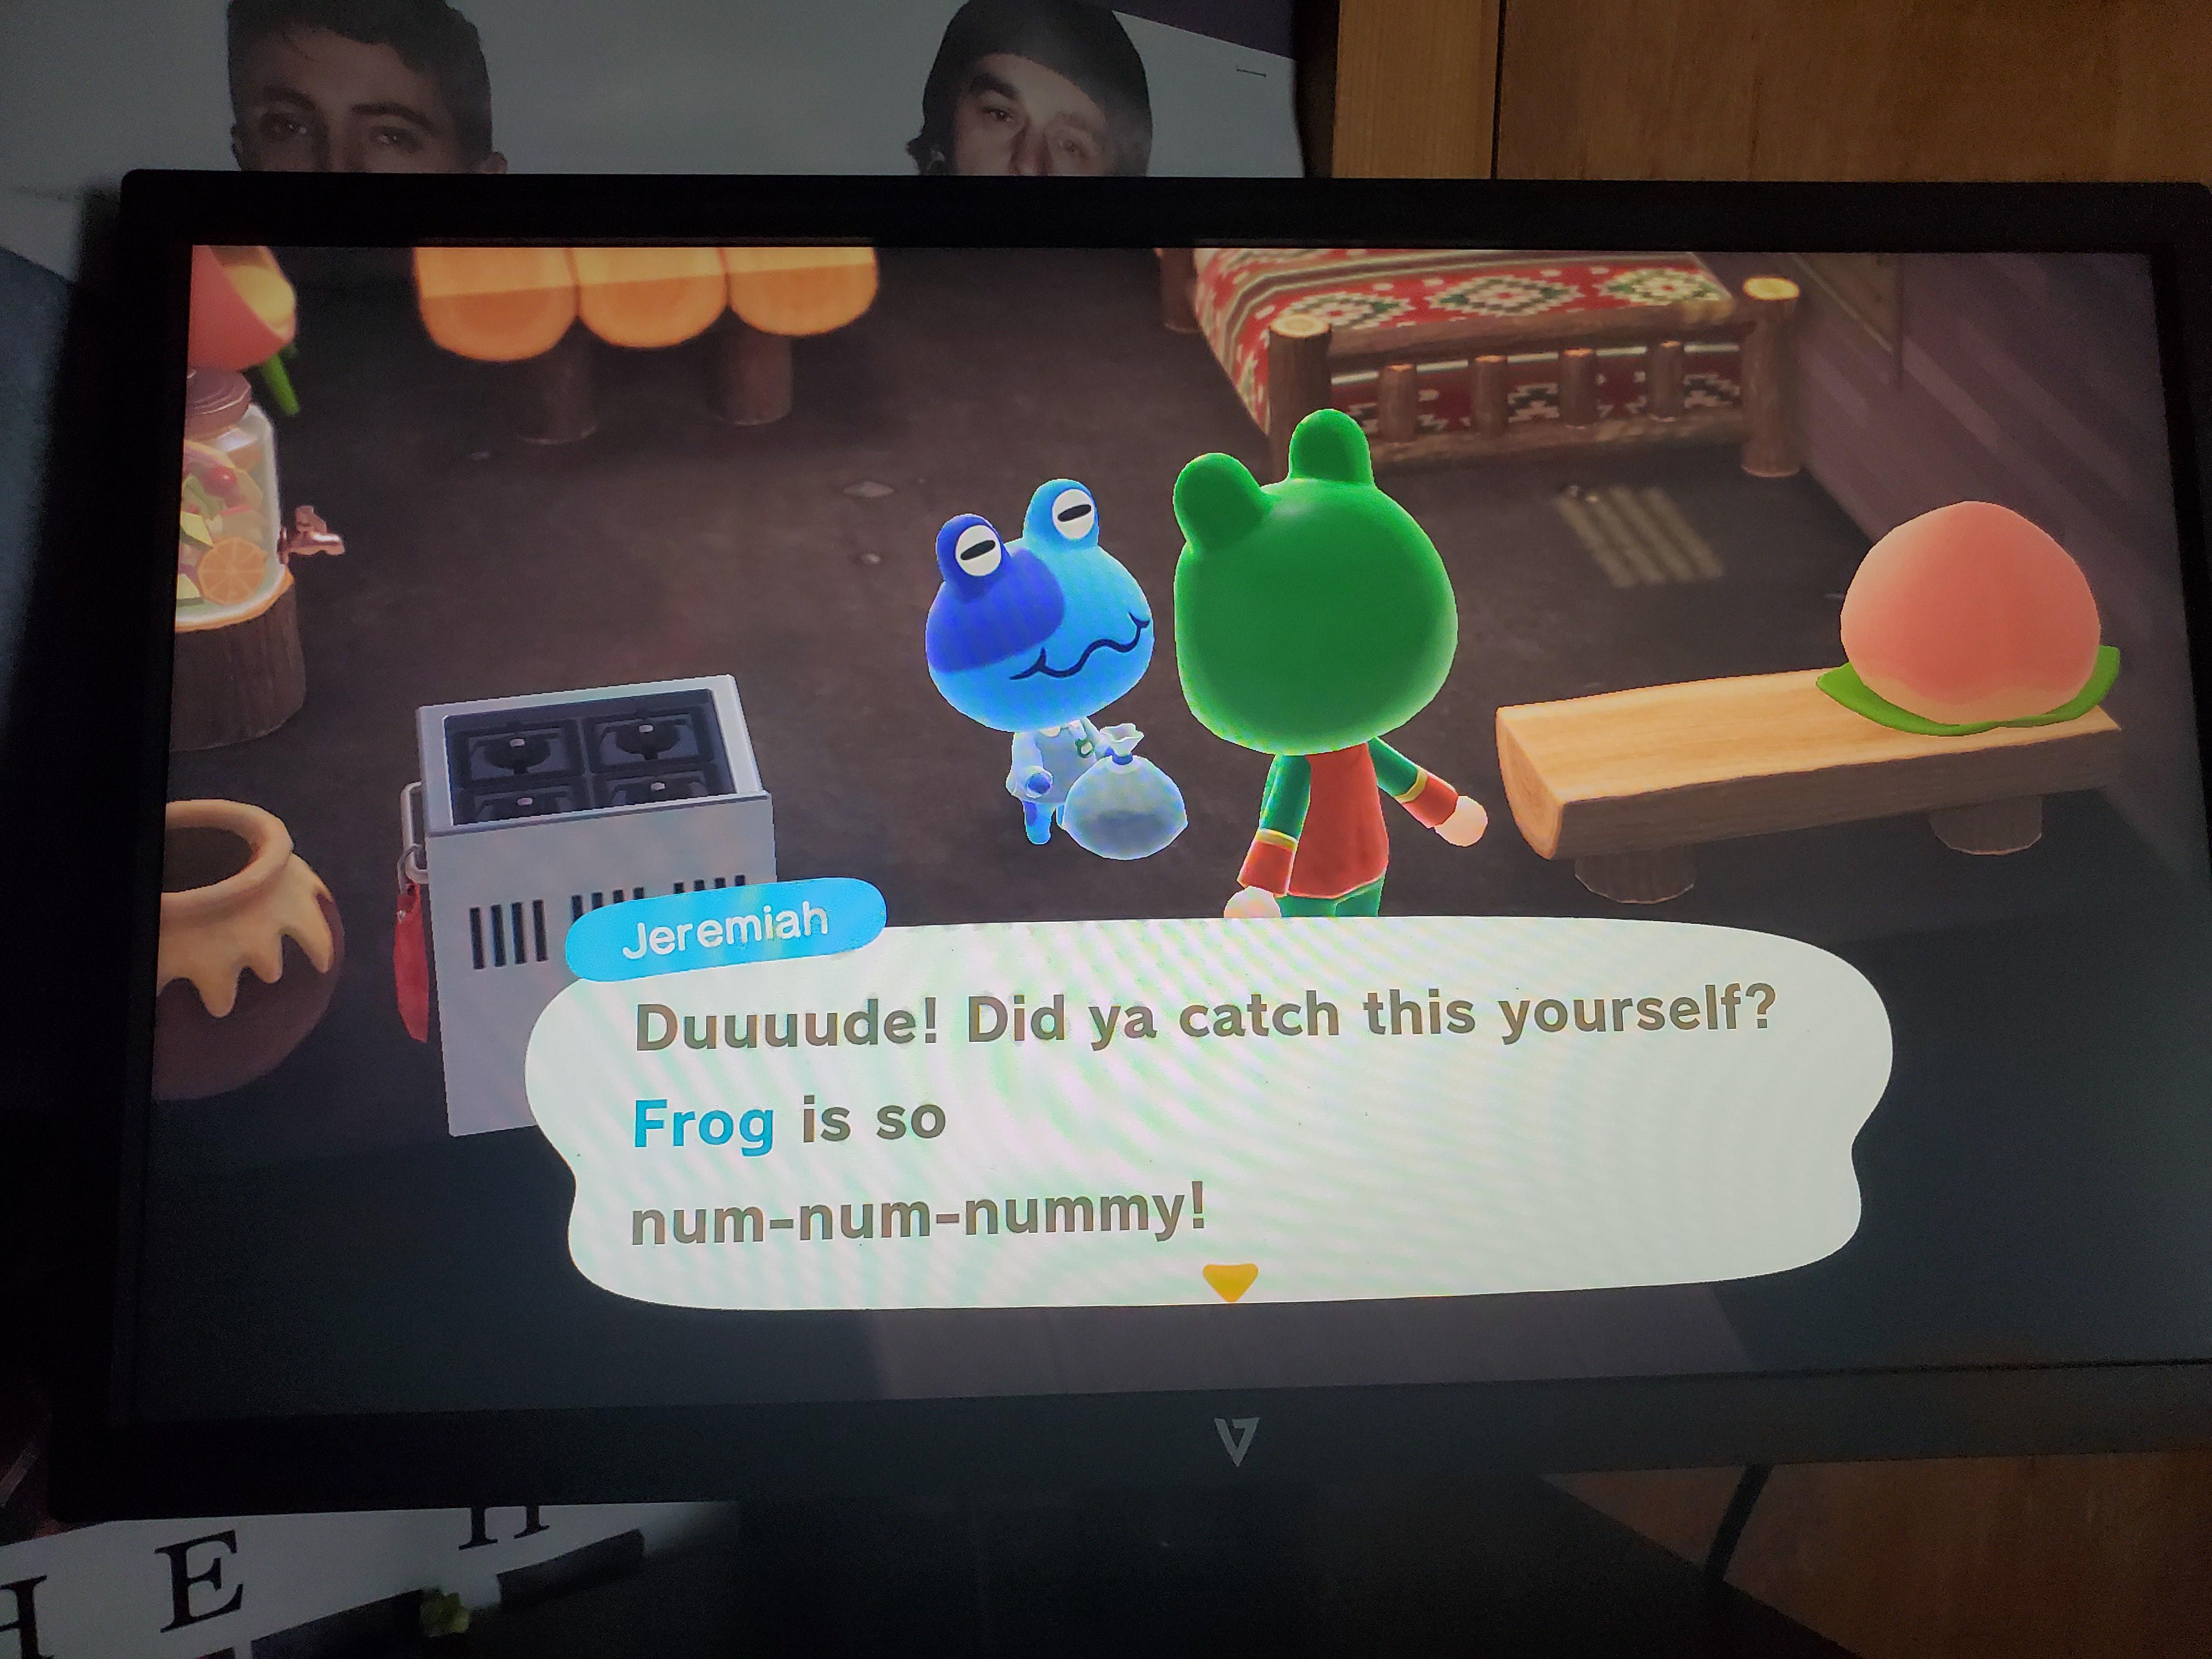 Jeremiah
Duuuude! Did ya catch this yourself?
Frog is so
num-num-nummy!
H E H